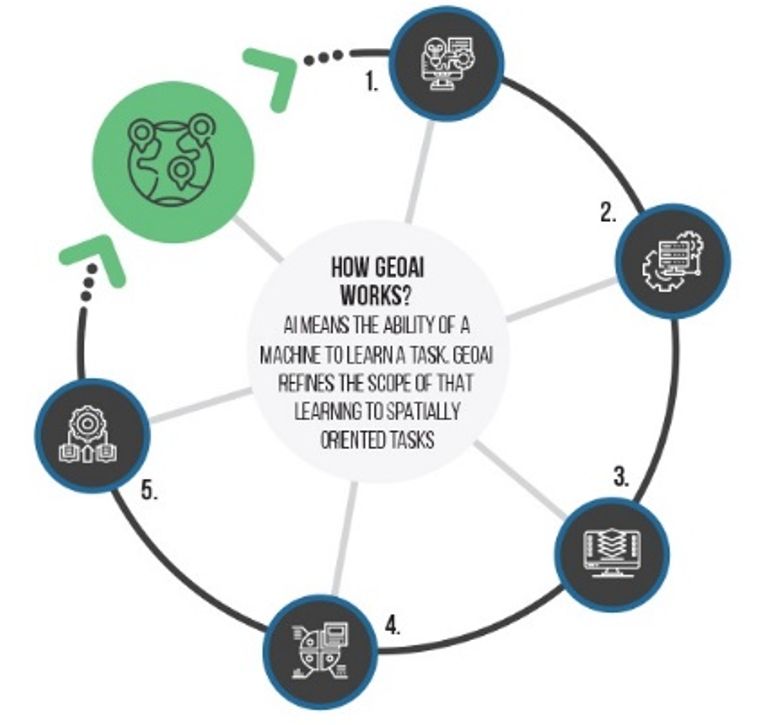 1.
2.
HOW GEOAI
WORKS?
AI MEANS THE ABILITY OF A
MACHINE TO LEARN A TASK. GEOAI
REFINES THE SCOPE OF THAT
LEARNING TO SPATIALLY
ORIENTED TASKS
3.
5.
4.